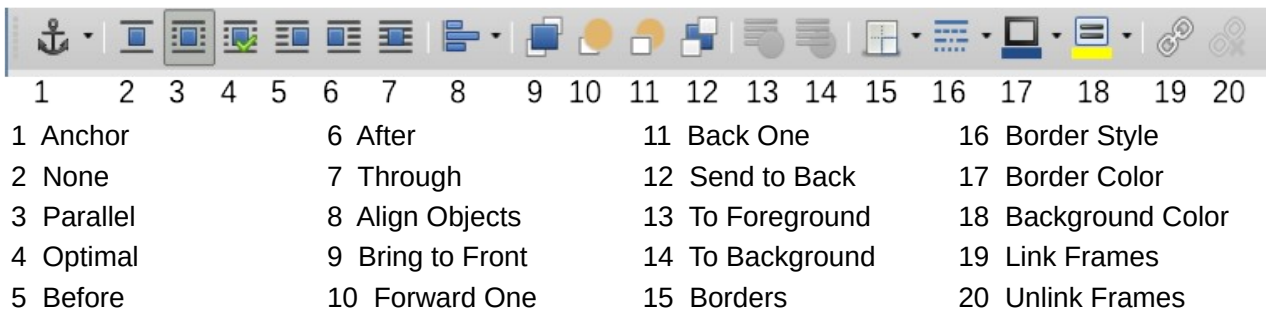 1 2 3 4 5 6 7 8 9 10 11 12 13 14 15 16 17 18 19 20
1 Anchor
2 None
3 Parallel
4 Optimal
5 Before
6 After
7 Through
8 Align Objects
9 Bring to Front
10 Forward One
11 Back One
12 Send to Back
13 To Foreground
14 To Background
15 Borders
16 Border Style
17 Border Color
18 Background Color
19 Link Frames
20 Unlink Frames